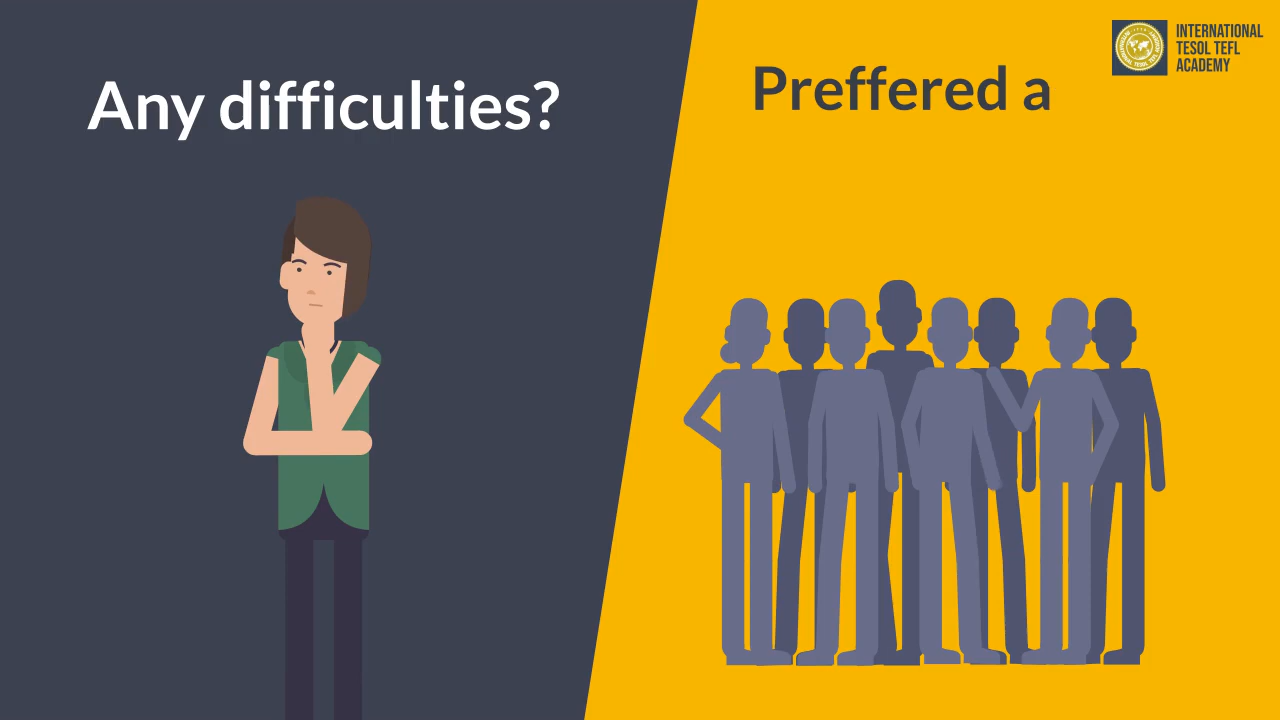 Any difficulties?
Preffered a
INTERNATIONAL
TESOL TEFL
ACADEMY